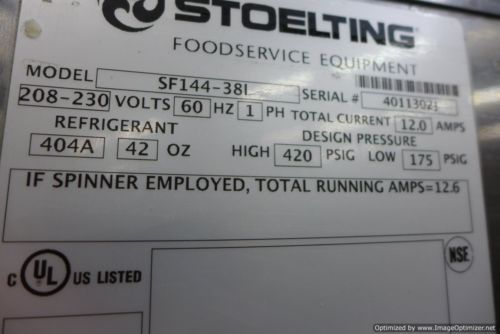 STOELTING
FOODSERVICE EQUIPMENT
MODEL SF144-38I SERIAL # 4011302J
208-230 VOLTS 60 HZ 1 PH TOTAL CURRENT 12.0 AMPS
REFRIGERANT DESIGN PRESSURE
404A 42 OZ HIGH 420 PSIG LOW 175 PSIG
IF SPINNER EMPLOYED, TOTAL RUNNING AMPS=12.6
C UL US LISTED
NSF
Optimized by www.ImageOptimizer.net